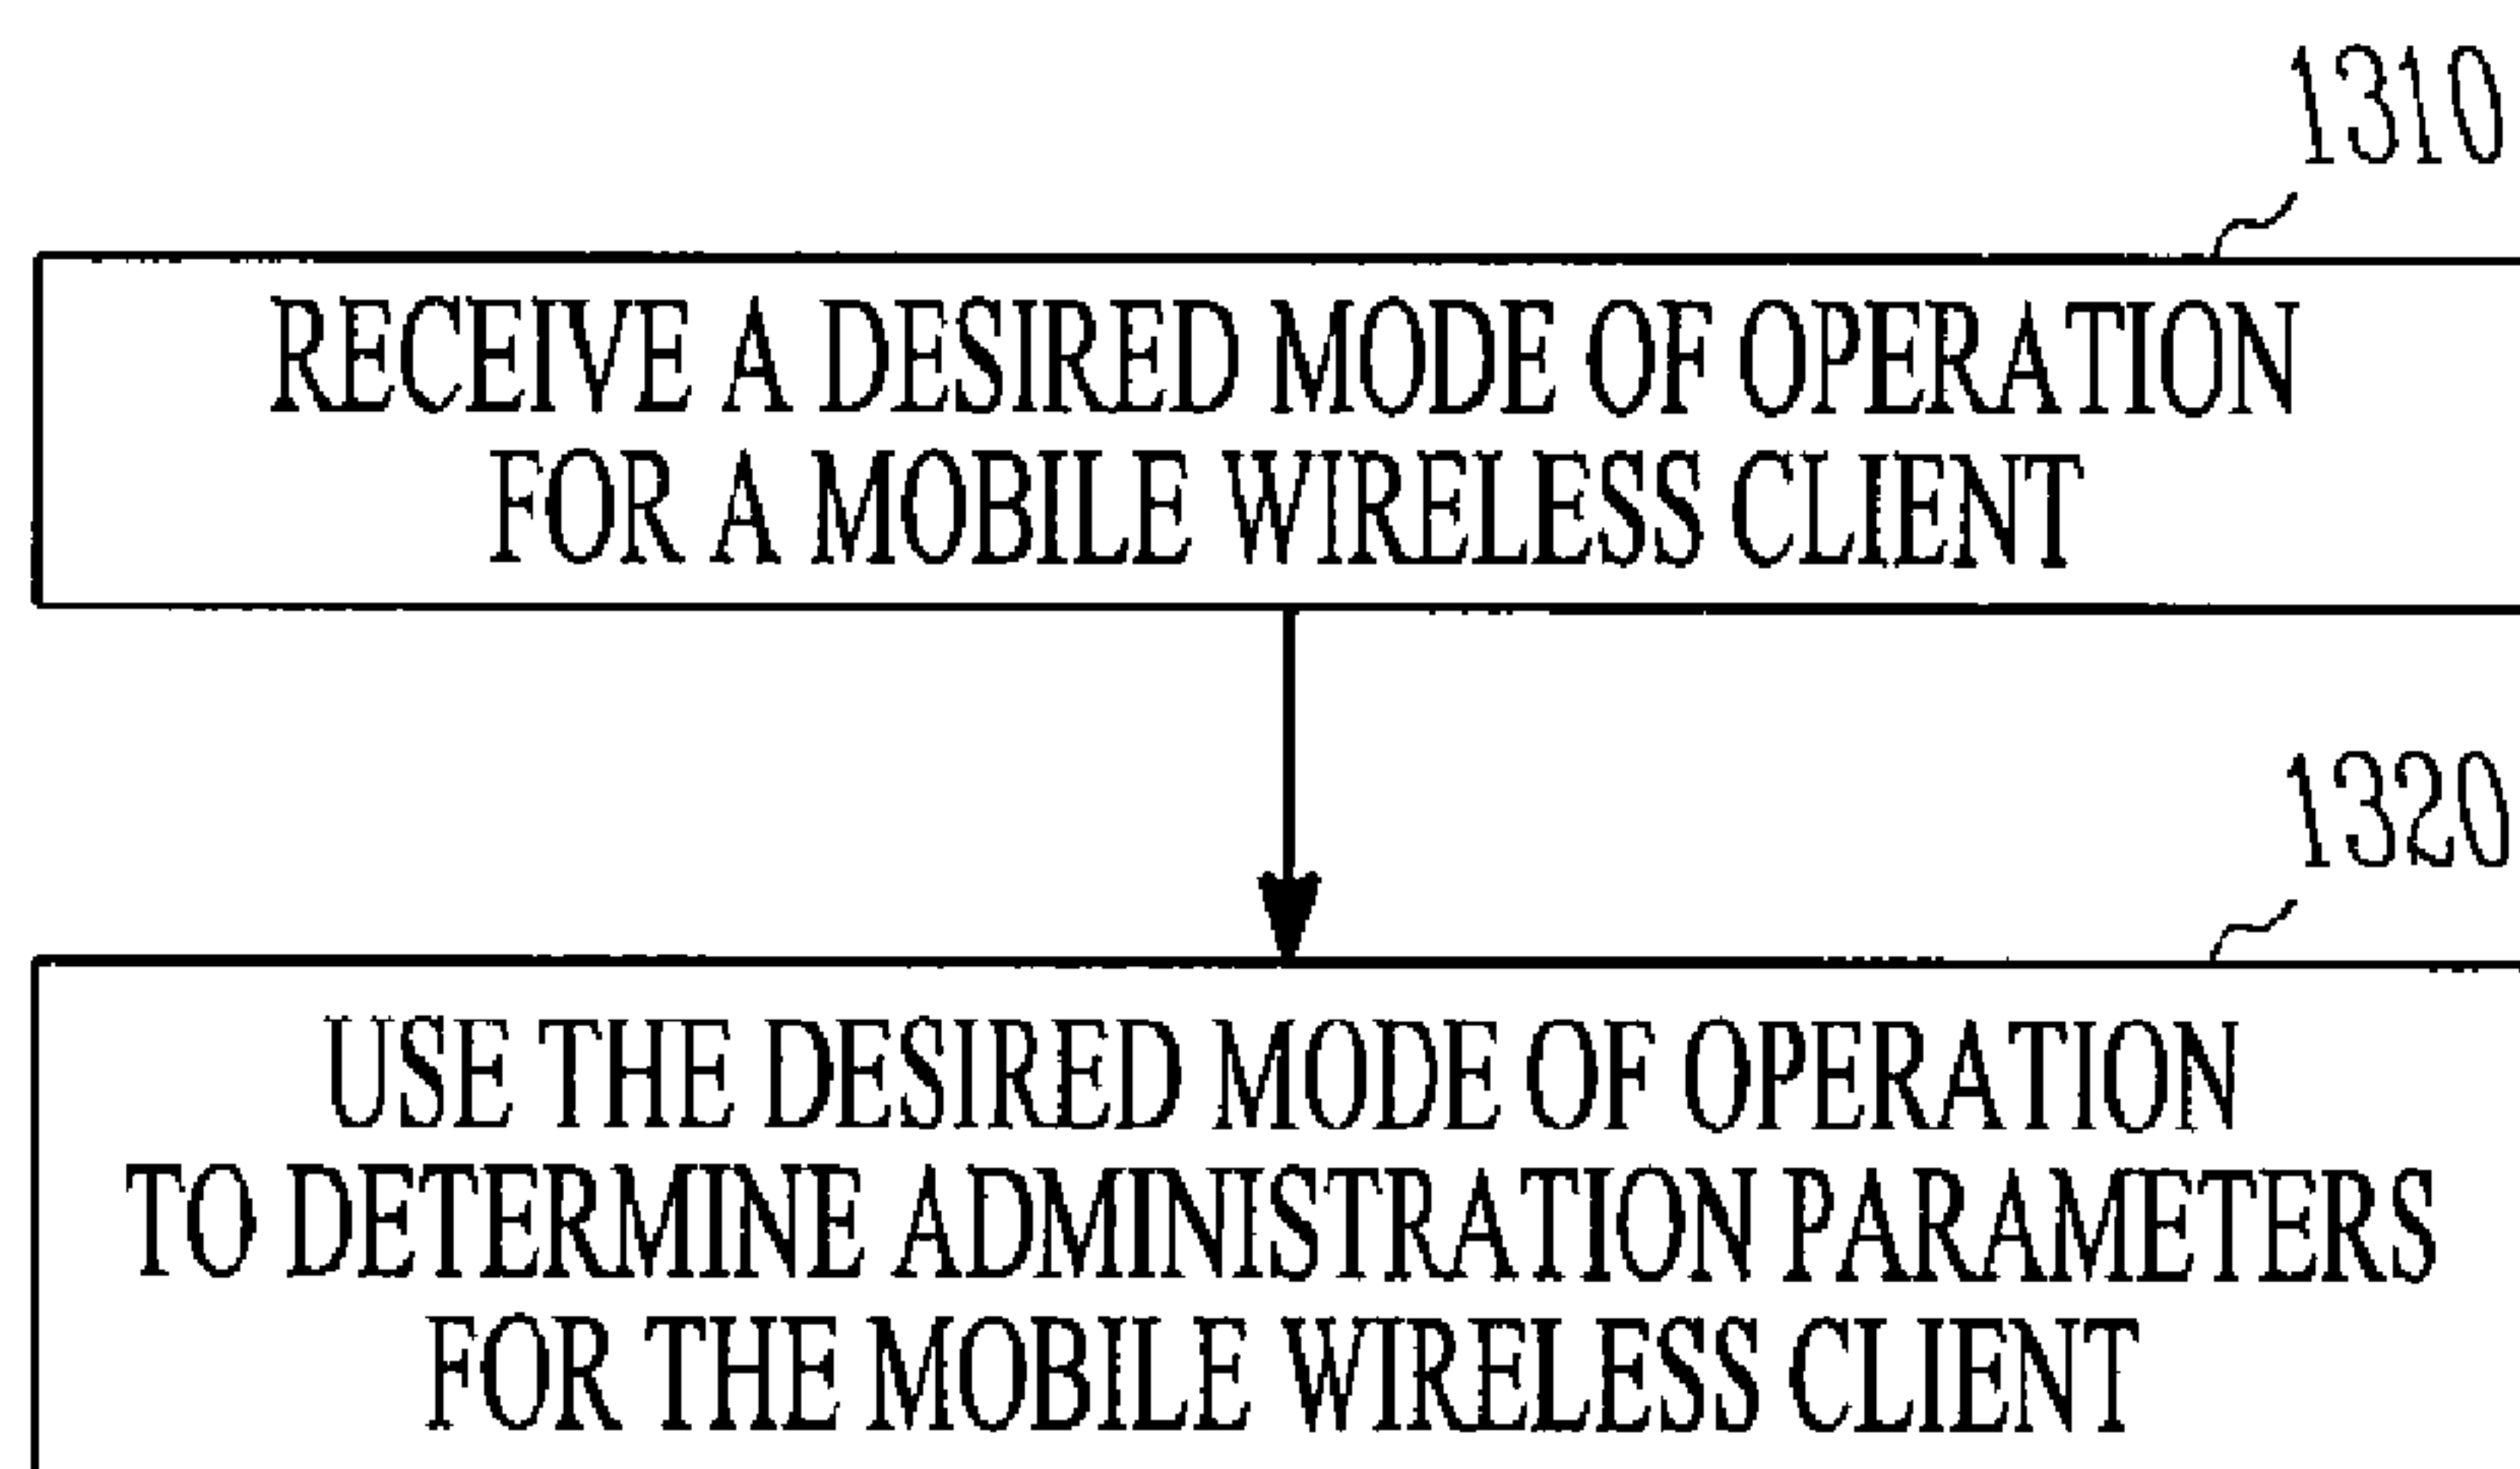 1310
RECEIVE A DESIRED MODE OF OPERATION
FOR A MOBILE WIRELESS CLIENT
1320
USE THE DESIRED MODE OF OPERATION
TO DETERMINE ADMINISTRATION PARAMETERS
FOR THE MOBILE WIRELESS CLIENT